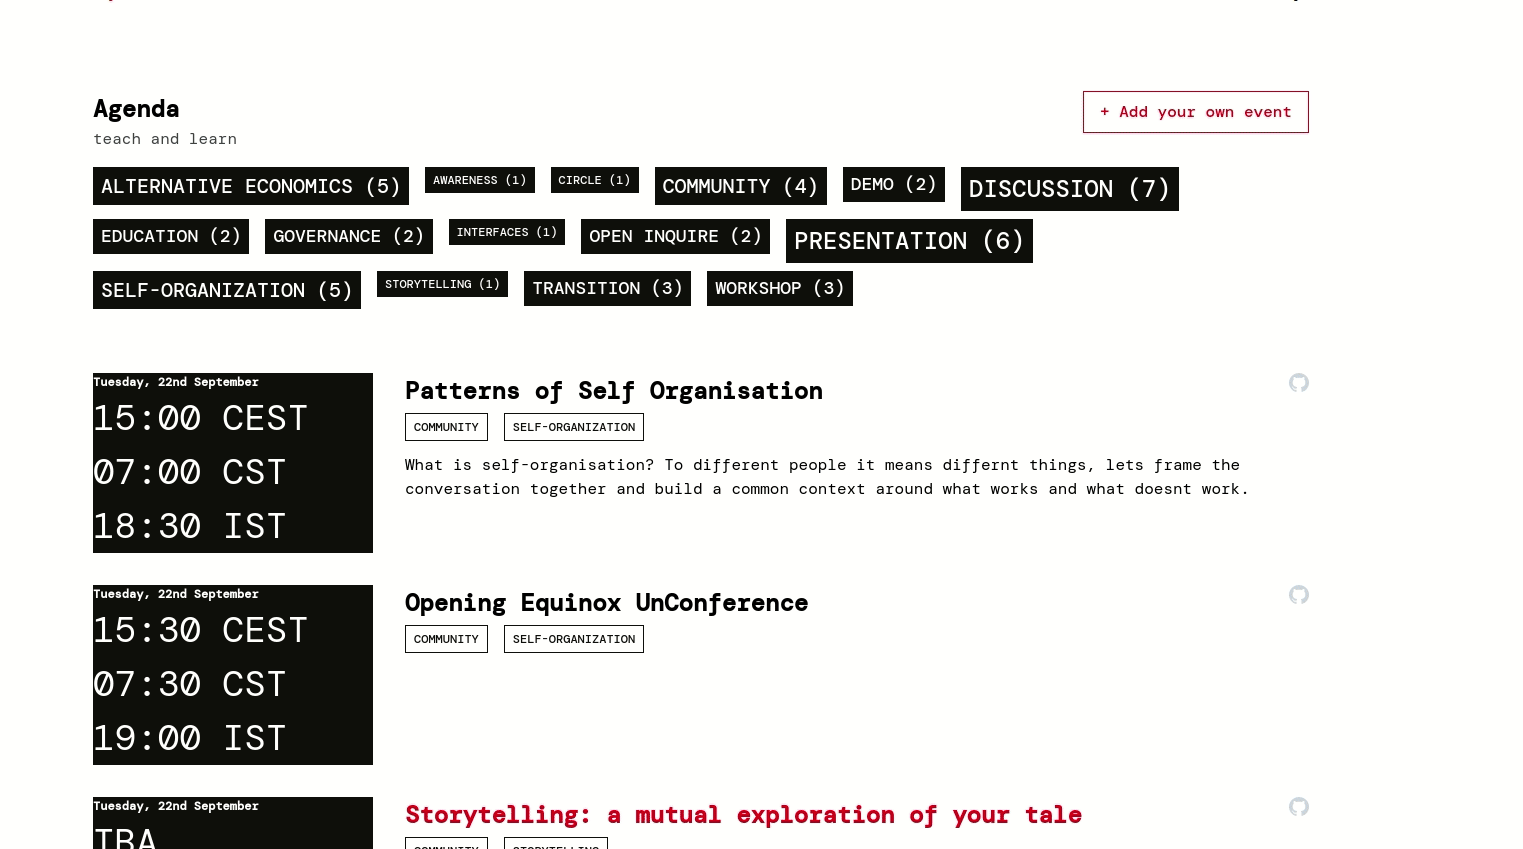 Agenda
+ Add your own event
teach and learn
ALTERNATIVE ECONOMICS (5) AWARENESS (1) CIRCLE (1) COMMUNITY (4) DEMO (2) DISCUSSION (7)
EDUCATION (2) GOVERNANCE (2) INTERFACES (1) OPEN INQUIRE (2) PRESENTATION (6)
SELF-ORGANIZATION (5) STORYTELLING (1) TRANSITION (3) WORKSHOP (3)
Tuesday, 22nd September
15:00 CEST
07:00 CST
18:30 IST
Patterns of Self Organisation
COMMUNITY SELF-ORGANIZATION
What is self-organisation? To different people it means differnt things, lets frame the
conversation together and build a common context around what works and what doesnt work.
Tuesday, 22nd September
15:30 CEST
07:30 CST
19:00 IST
Opening Equinox UnConference
COMMUNITY SELF-ORGANIZATION
Tuesday, 22nd September
TBA
Storytelling: a mutual exploration of your tale
COMMUNITY STORYTELLING